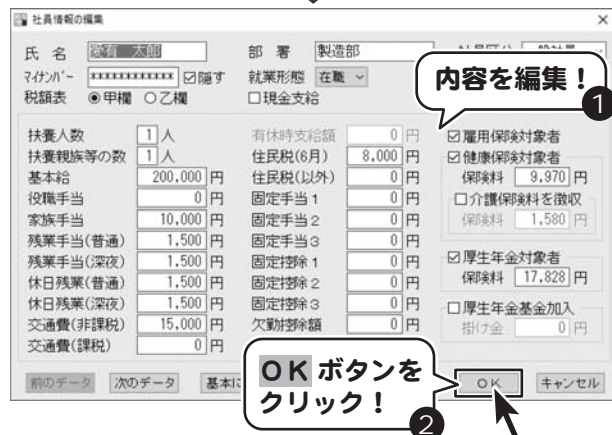 社員情報の編集
×
氏 名 部 署 製造部
マイナンバー ************* ☑隠す 就業形態 在職
税額表 ◉甲欄 ○乙欄 □現金支給
内容を編集！
1
扶養人数 1 人 有休時支給額 0 円 ☑雇用保険対象者
扶養親族等の数 1 人 住民税(6月) 8,000 円 ☑健康保険対象者
基本給 200,000 円 住民税(以外) 0 円 保険料 9,970 円
役職手当 0 円 固定手当１ 0 円 □介護保険料を徴収
家族手当 10,000 円 固定手当２ 0 円 保険料 1,580 円
残業手当(普通) 1,500 円 固定手当３ 0 円
残業手当(深夜) 1,500 円 固定控除１ 0 円 ☑厚生年金対象者
休日残業(普通) 1,500 円 固定控除２ 0 円 保険料 17,828 円
休日残業(深夜) 1,500 円 固定控除３ 0 円 □厚生年金基金加入
交通費(非課税) 15,000 円 欠勤控除額 0 円 掛け金 0 円
交通費(課税) 0 円
ＯＫボタンを
クリック！
2
前のデータ 次のデータ 基本に ＯＫ キャンセル